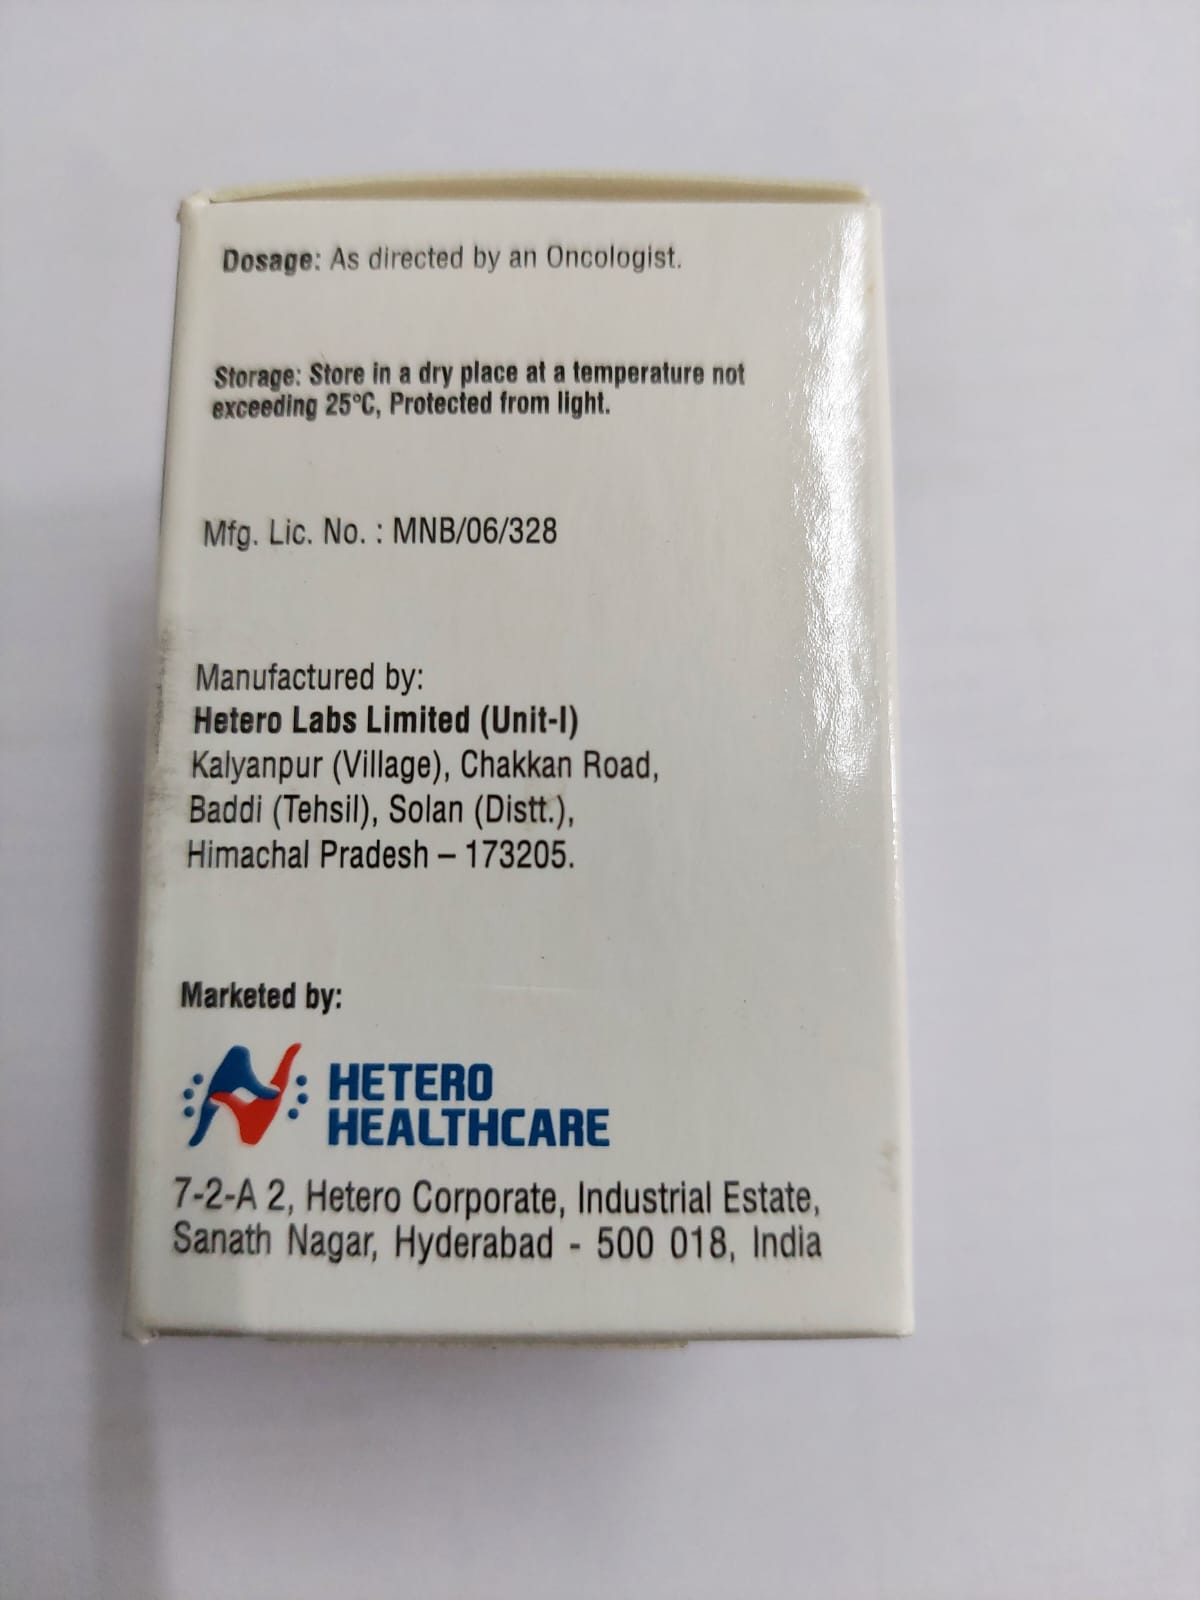 Dosage: As directed by an Oncologist.
Storage: Store in a dry place at a temperature not
exceeding 25°C, Protected from light.
Mfg. Lic. No. : MNB/06/328
Manufactured by:
Hetero Labs Limited (Unit-I)
Kalyanpur (Village), Chakkan Road,
Baddi (Tehsil), Solan (Distt.),
Himachal Pradesh – 173205.
Marketed by:
HETERO
HEALTHCARE
7-2-A 2, Hetero Corporate, Industrial Estate,
Sanath Nagar, Hyderabad - 500 018, India